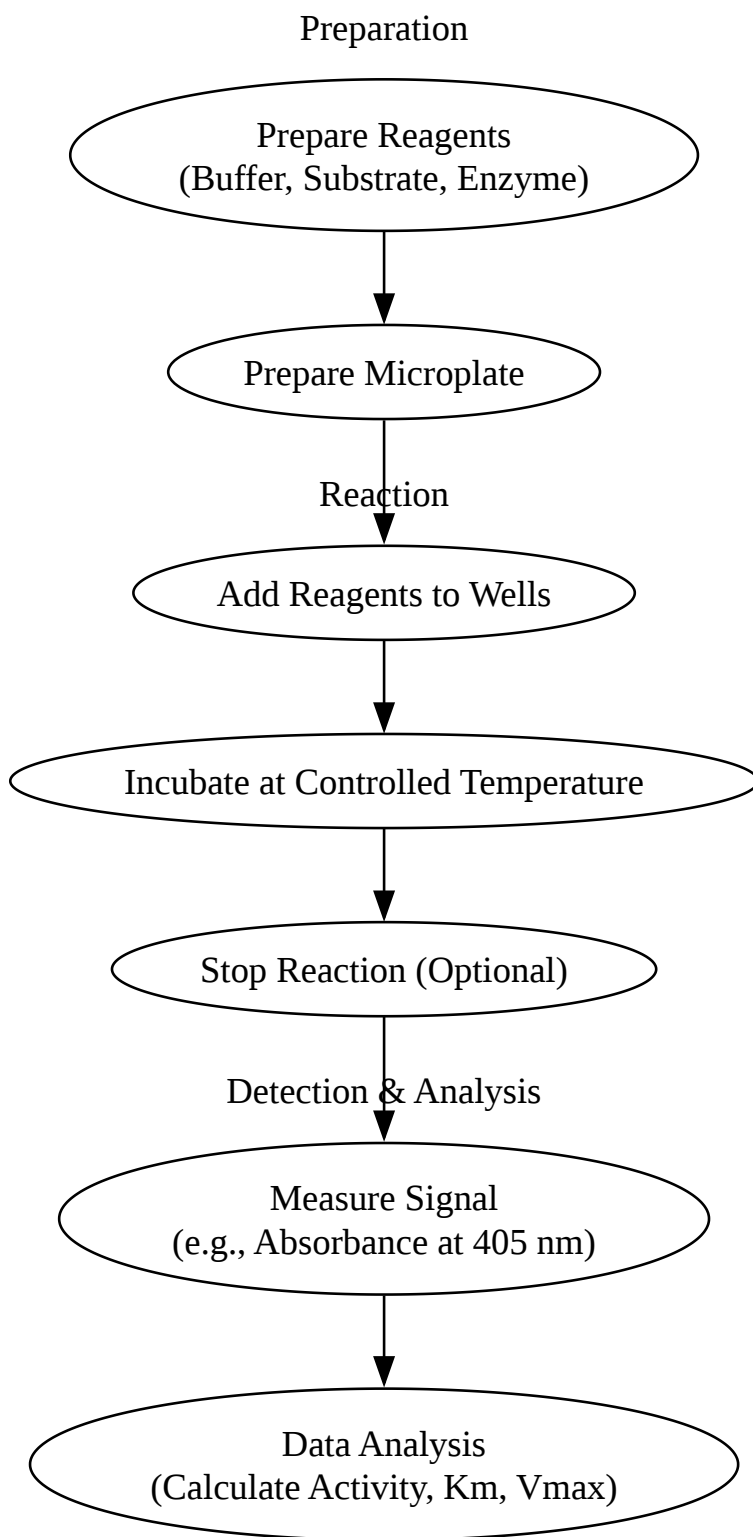 Preparation
Prepare Reagents
(Buffer, Substrate, Enzyme)
Prepare Microplate
Reaction
Add Reagents to Wells
Incubate at Controlled Temperature
Stop Reaction (Optional)
Detection & Analysis
Measure Signal
(e.g., Absorbance at 405 nm)
Data Analysis
(Calculate Activity, Km, Vmax)